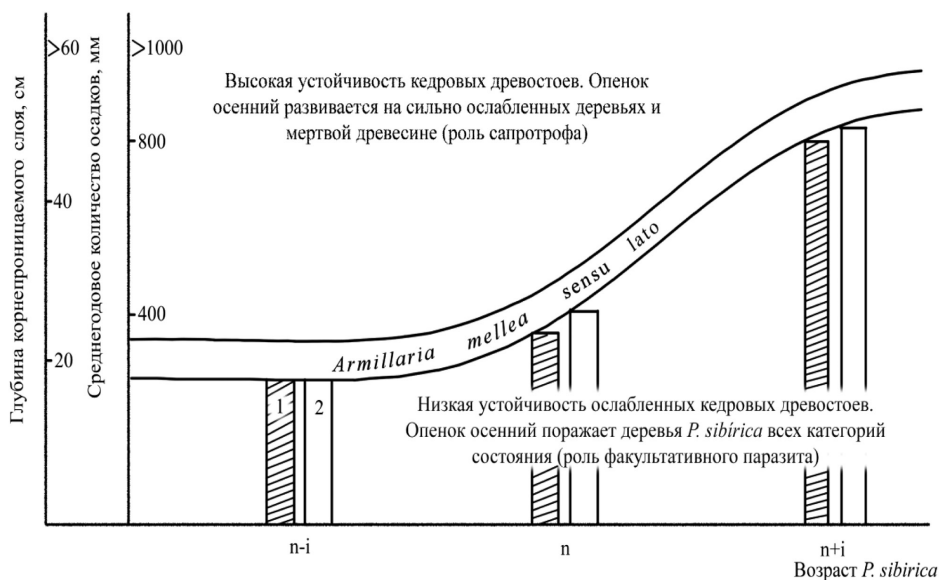 Глубина корнепроницаемого слоя, см
Среднегодовое количество осадков, мм
>60
40
20
>1000
800
400
Высокая устойчивость кедровых древостоев. Опенок
осенний развивается на сильно ослабленных деревьях и
мертвой древесине (роль сапротрофа)
Armillaria mellea sensu lato
1
2
Низкая устойчивость ослабленных кедровых древостоев.
Опенок осенний поражает деревья P. sibírica всех категорий
состояния (роль факультативного паразита)
n-i
n
n+i
Возраст P. sibirica